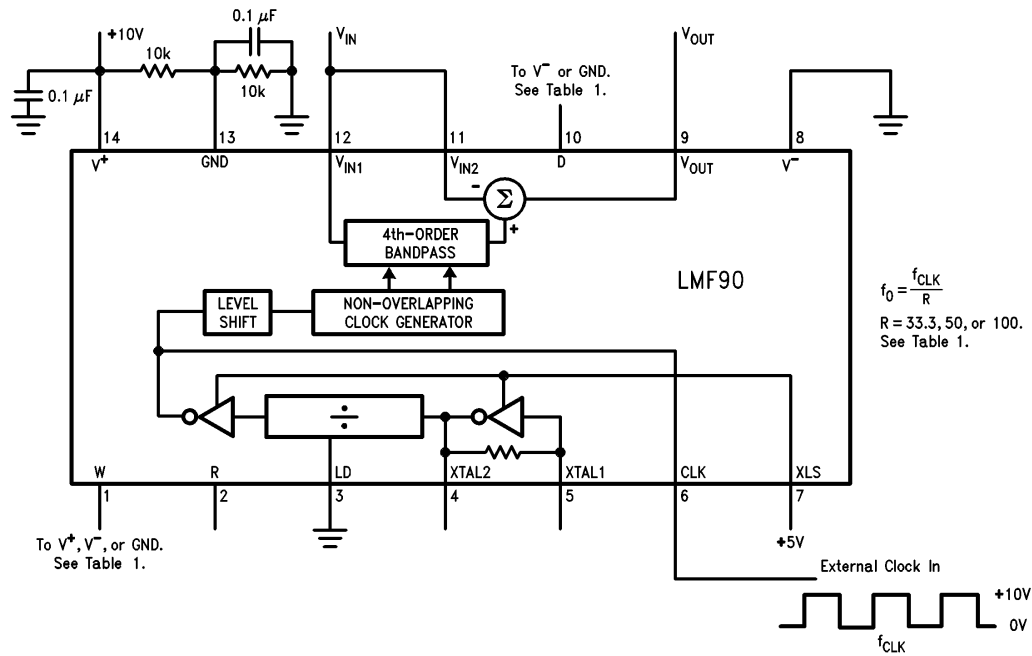 +10V
0.1 μF
10k
10k
0.1 μF
V_IN
To V⁻ or GND.
See Table 1.
V_OUT
14
13
12
11
10
9
8
V⁺
GND
V_IN1
V_IN2
D
V_OUT
V⁻
-
Σ
+
4th-ORDER
BANDPASS
LMF90
LEVEL
SHIFT
NON-OVERLAPPING
CLOCK GENERATOR
f_O = f_CLK / R
R = 33.3, 50, or 100.
See Table 1.
÷
W
R
LD
XTAL2
XTAL1
CLK
XLS
1
2
3
4
5
6
7
To V⁺, V⁻, or GND.
See Table 1.
+5V
External Clock In
+10V
0V
f_CLK